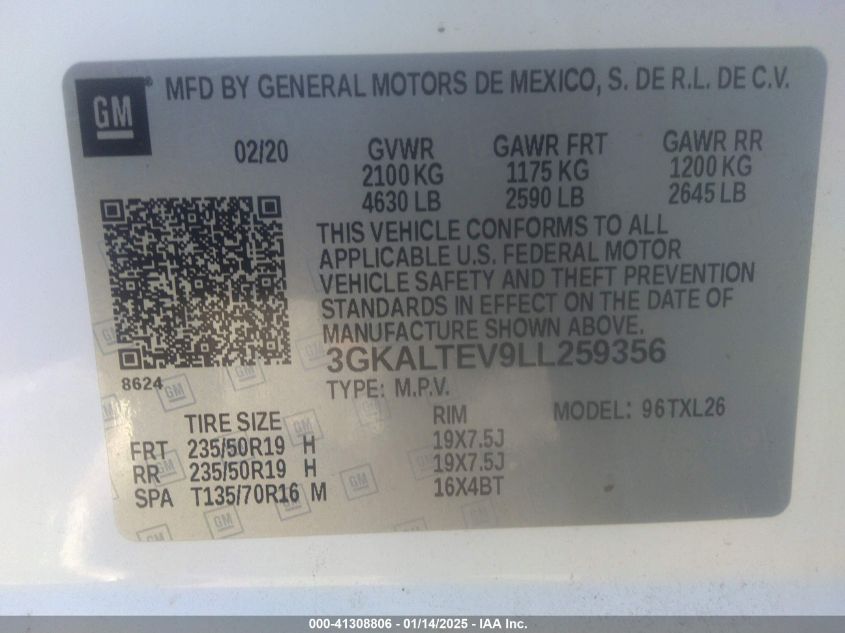 GM
MFD BY GENERAL MOTORS DE MEXICO, S. DE R.L. DE C.V.
02/20 GVWR GAWR FRT GAWR RR
2100 KG 1175 KG 1200 KG
4630 LB 2590 LB 2645 LB
THIS VEHICLE CONFORMS TO ALL
APPLICABLE U.S. FEDERAL MOTOR
VEHICLE SAFETY AND THEFT PREVENTION
STANDARDS IN EFFECT ON THE DATE OF
MANUFACTURE SHOWN ABOVE.
3GKALTEV9LL259356
8624
TYPE: M.P.V.
TIRE SIZE RIM MODEL: 96TXL26
FRT 235/50R19 H 19X7.5J
RR 235/50R19 H 19X7.5J
SPA T135/70R16 M 16X4BT
000-41308806 - 01/14/2025 - IAA Inc.